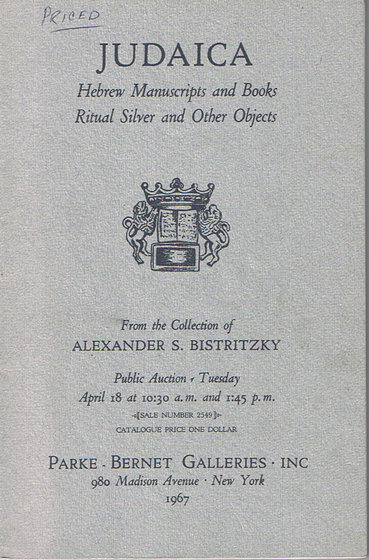 PRICED
JUDAICA
Hebrew Manuscripts and Books
Ritual Silver and Other Objects
From the Collection of
ALEXANDER S. BISTRITZKY
Public Auction · Tuesday
April 18 at 10:30 a.m. and 1:45 p.m.
⊰[SALE NUMBER 2549]⊱
CATALOGUE PRICE ONE DOLLAR
PARKE · BERNET GALLERIES · INC
980 Madison Avenue · New York
1967